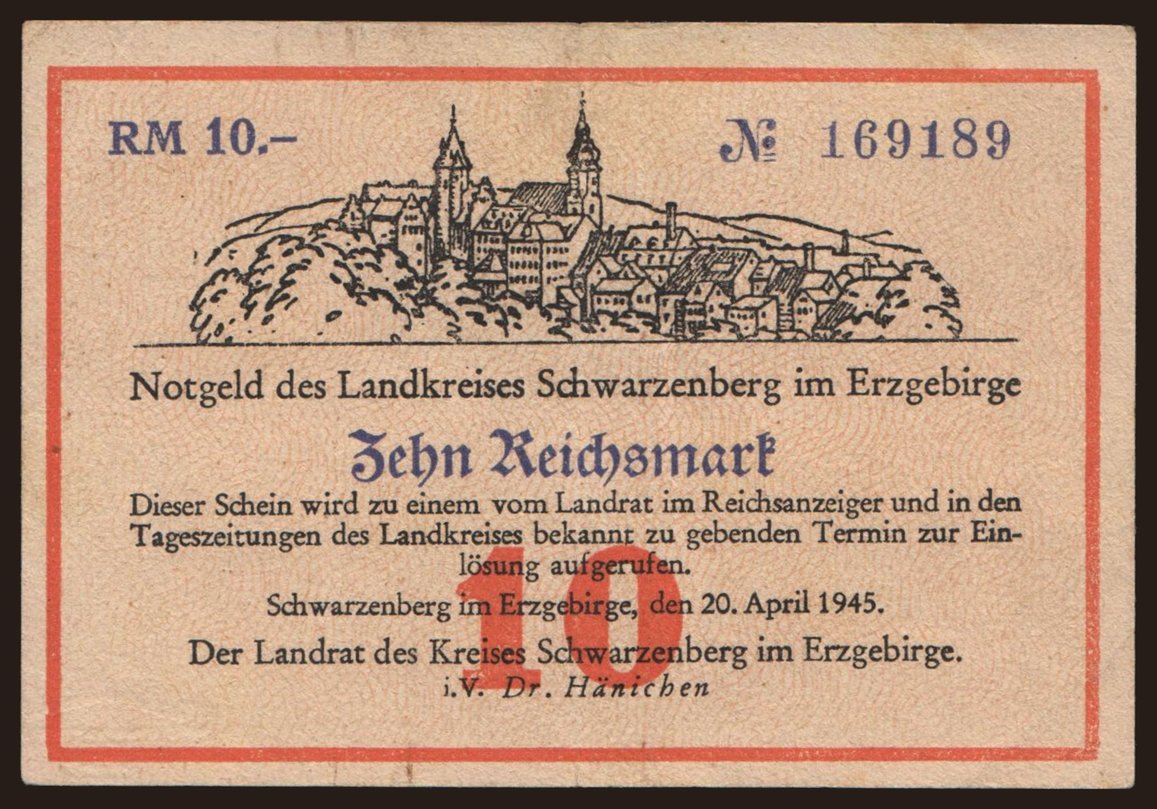 RM 10.–
№ 169189
Notgeld des Landkreises Schwarzenberg im Erzgebirge
Zehn Reichsmark
Dieser Schein wird zu einem vom Landrat im Reichsanzeiger und in den
Tageszeitungen des Landkreises bekannt zu gebenden Termin zur Ein-
lösung aufgerufen.
10
Schwarzenberg im Erzgebirge, den 20. April 1945.
Der Landrat des Kreises Schwarzenberg im Erzgebirge.
i.V. Dr. Hänichen